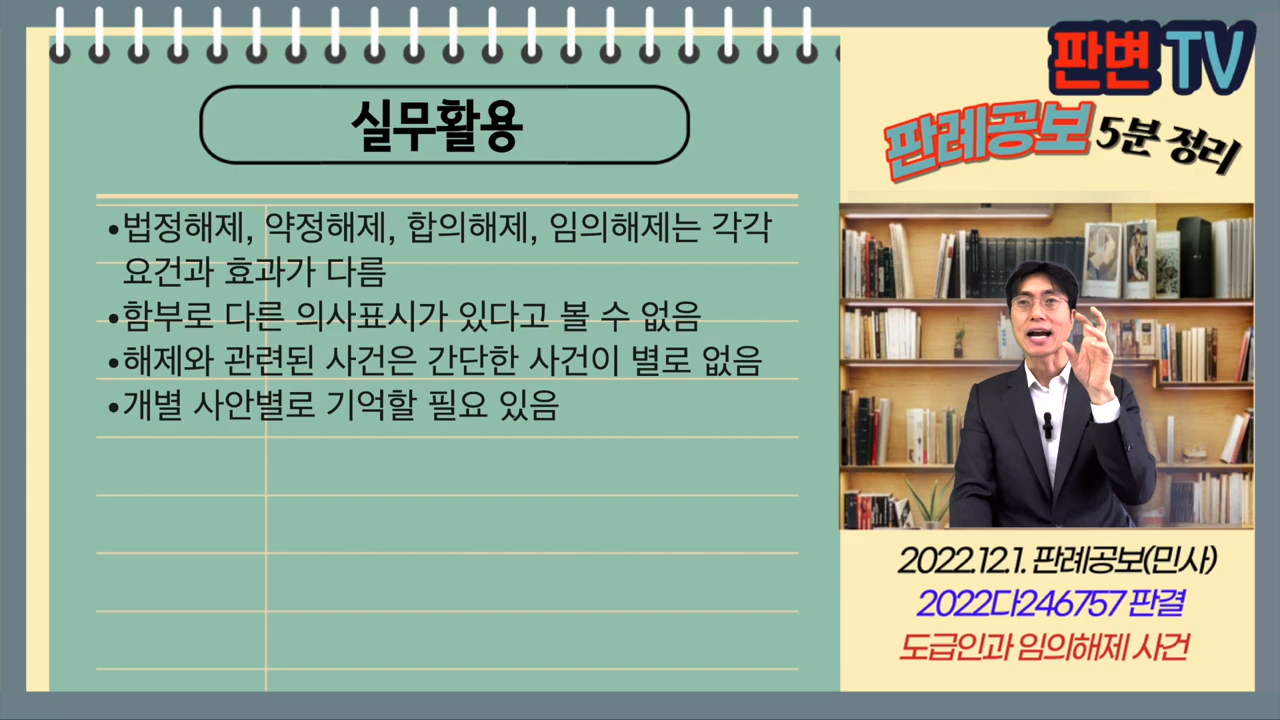 실무활용
•법정해제, 약정해제, 합의해제, 임의해제는 각각
요건과 효과가 다름
•함부로 다른 의사표시가 있다고 볼 수 없음
•해제와 관련된 사건은 간단한 사건이 별로 없음
•개별 사안별로 기억할 필요 있음
판변 TV
판례공보 5분 정리
2022.12.1. 판례공보(민사)
2022다246757 판결
도급인과 임의해제 사건